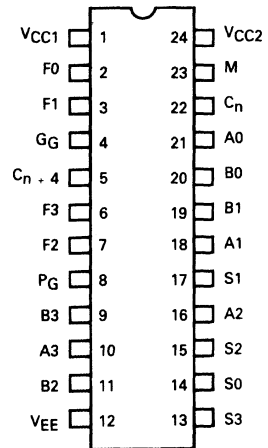 VCC1 1 24 VCC2
F0 2 23 M
F1 3 22 Cn
GG 4 21 A0
Cn + 4 5 20 B0
F3 6 19 B1
F2 7 18 A1
PG 8 17 S1
B3 9 16 A2
A3 10 15 S2
B2 11 14 S0
VEE 12 13 S3